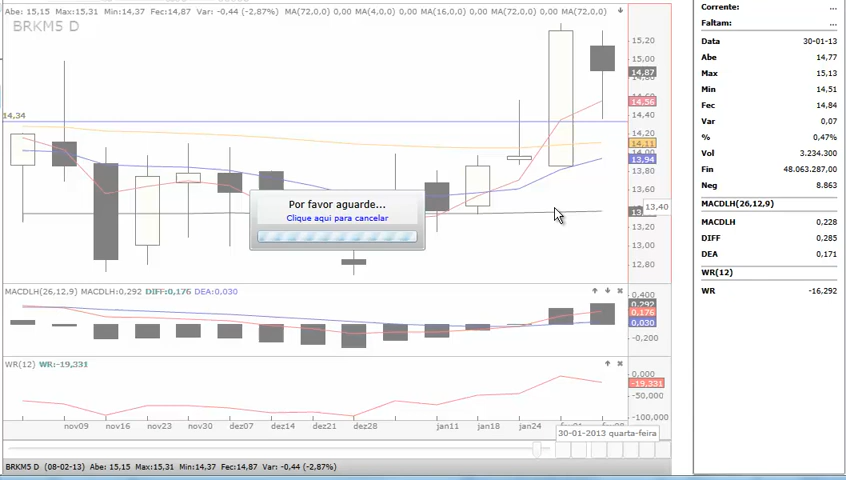 Abe: 15,15 Max:15,31 Min:14,37 Fec:14,87 Var: -0,44 (-2,87%) MA(72,0,0) 0,00 MA(4,0,0) 0,00 MA(16,0,0) MA(72,0,0) 0,00 MA(72,0,0)
BRKM5 D
15,20
15,00
14,87
14,56
14,40
14,34
14,20
14,11
14,00
13,94
13,80
13,60
13,40
13,20
13,00
12,80
Por favor aguarde...
Clique aqui para cancelar
MACDLH(26,12,9) MACDLH:0,292 DIFF:0,176 DEA:0,030
0,400
0,292
0,176
0,030
-0,200
WR(12) WR:-19,331
0,000
-19,331
-50,000
-100,000
nov09 nov16 nov23 nov30 dez07 dez14 dez21 dez28 jan11 jan18 jan24
30-01-2013 quarta-feira
BRKM5 D (08-02-13) Abe: 15,15 Max:15,31 Min:14,37 Fec:14,87 Var: -0,44 (-2,87%)
Corrente: ...
Faltam: ...
Data 30-01-13
Abe 14,77
Max 15,13
Min 14,51
Fec 14,84
Var 0,07
% 0,47%
Vol 3.234.300
Fin 48.063.287,00
Neg 8.863
MACDLH(26,12,9)
MACDLH 0,228
DIFF 0,285
DEA 0,171
WR(12)
WR -16,292